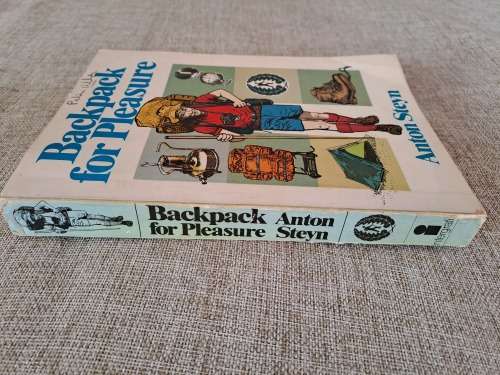 Backpack
for Pleasure
Anton Steyn
Backpack Anton
for Pleasure Steyn